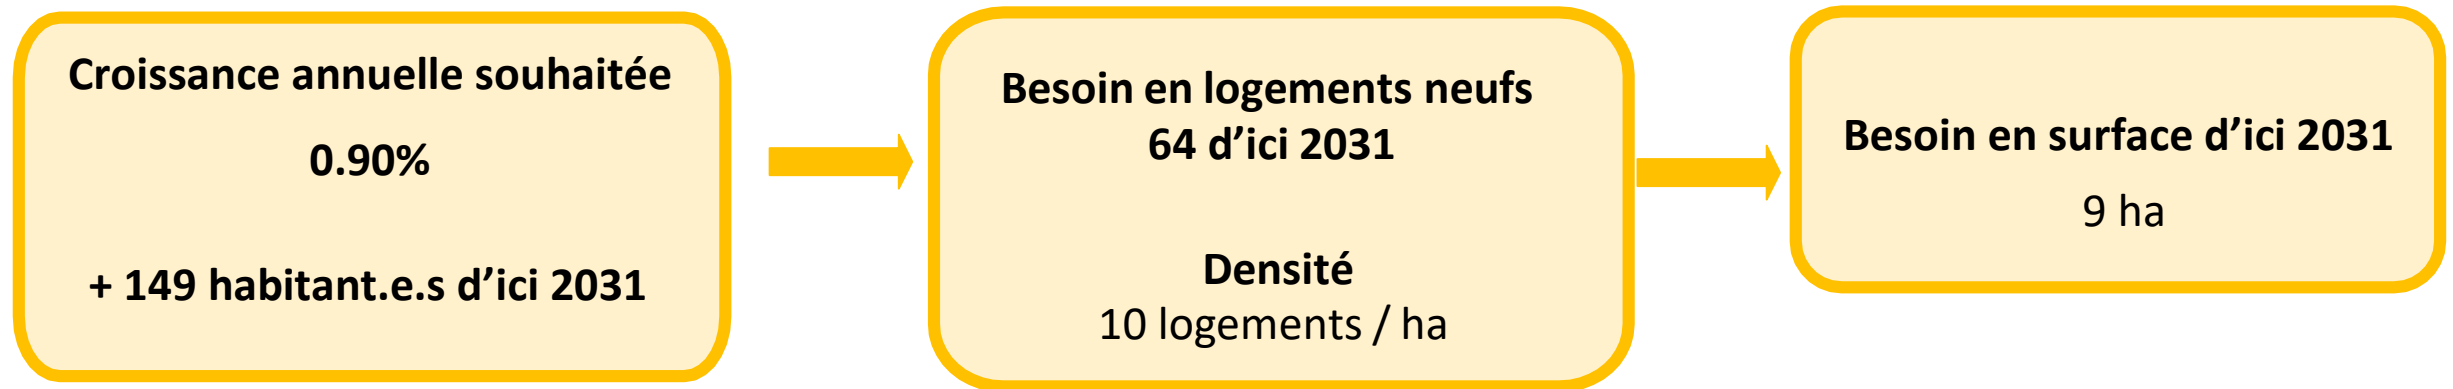 Croissance annuelle souhaitée
0.90%
+ 149 habitant.e.s d’ici 2031
Besoin en logements neufs
64 d’ici 2031
Densité
10 logements / ha
Besoin en surface d’ici 2031
9 ha